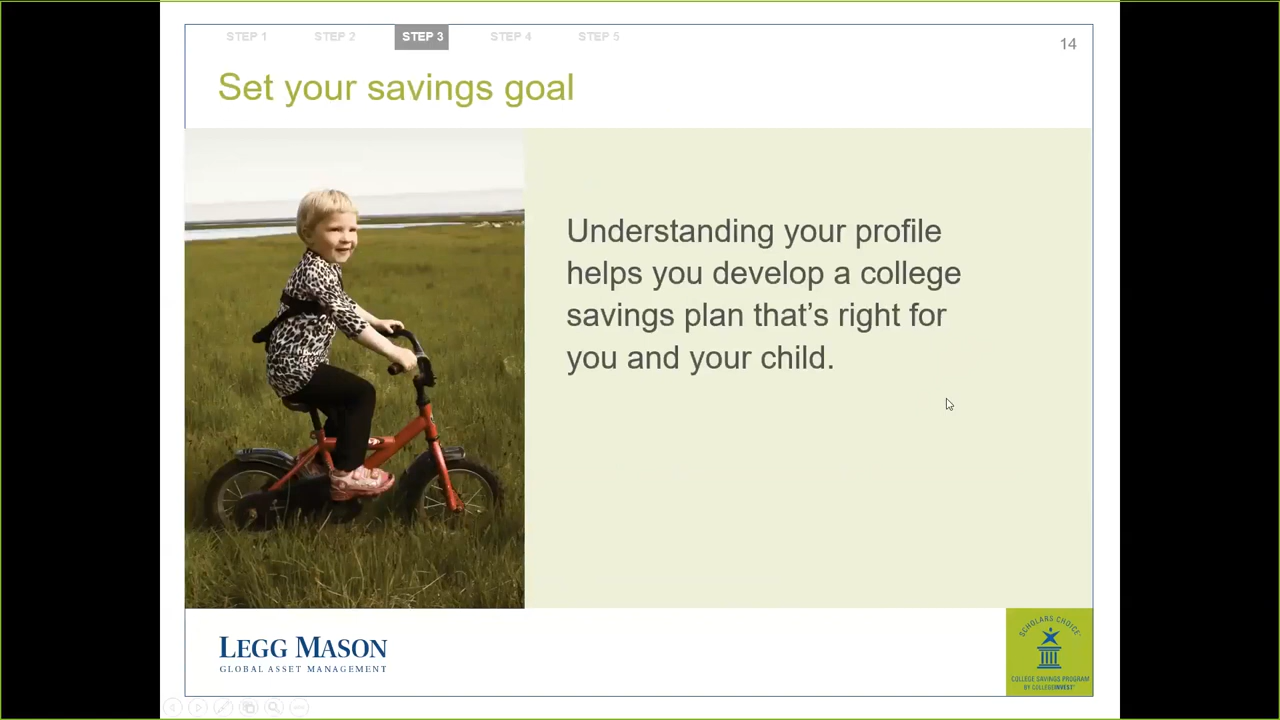 STEP 1 STEP 2 STEP 3 STEP 4 STEP 5
14
Set your savings goal
Understanding your profile
helps you develop a college
savings plan that’s right for
you and your child.
LEGG MASON
GLOBAL ASSET MANAGEMENT
SCHOLARS CHOICE
COLLEGE SAVINGS PROGRAM
BY COLLEGEINVEST